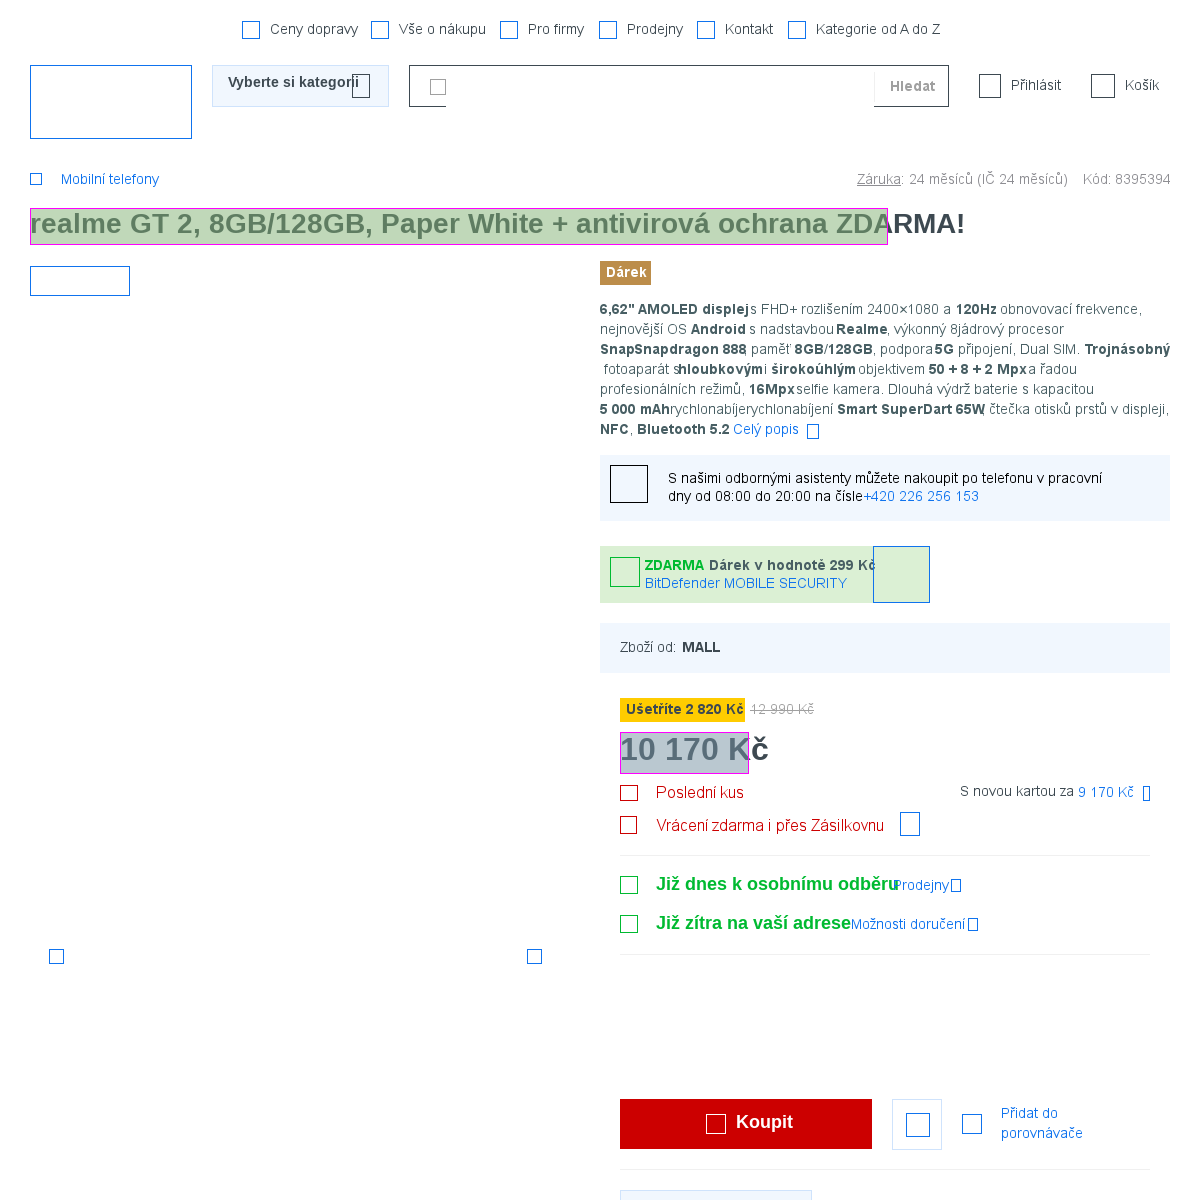 Ceny dopravy Vše o nákupu Pro firmy Prodejny Kontakt Kategorie od A do Z
Vyberte si kategorii Hledat Přihlásit Košík
Mobilní telefony Záruka: 24 měsíců (IČ 24 měsíců) Kód: 8395394
realme GT 2, 8GB/128GB, Paper White + antivirová ochrana ZDARMA!
Dárek
6,62" AMOLED displej s FHD+ rozlišením 2400×1080 a 120Hz obnovovací frekvence,
nejnovější OS Android s nadstavbou Realme, výkonný 8jádrový procesor
SnapSnapdragon 888, paměť 8GB/128GB, podpora 5G připojení, Dual SIM. Trojnásobný
fotoaparát s hloubkovým i širokoúhlým objektivem 50 + 8 + 2 Mpx a řadou
profesionálních režimů, 16Mpx selfie kamera. Dlouhá výdrž baterie s kapacitou
5 000 mAh rychlonabíjerychlonabíjení Smart SuperDart 65W, čtečka otisků prstů v displeji,
NFC, Bluetooth 5.2 Celý popis
S našimi odbornými asistenty můžete nakoupit po telefonu v pracovní
dny od 08:00 do 20:00 na čísle +420 226 256 153
ZDARMA Dárek v hodnotě 299 Kč
BitDefender MOBILE SECURITY
Zboží od: MALL
Ušetříte 2 820 Kč 12 990 Kč
10 170 Kč
Poslední kus S novou kartou za 9 170 Kč
Vrácení zdarma i přes Zásilkovnu
Již dnes k osobnímu odběru Prodejny
Již zítra na vaší adrese Možnosti doručení
Koupit Přidat do
porovnávače